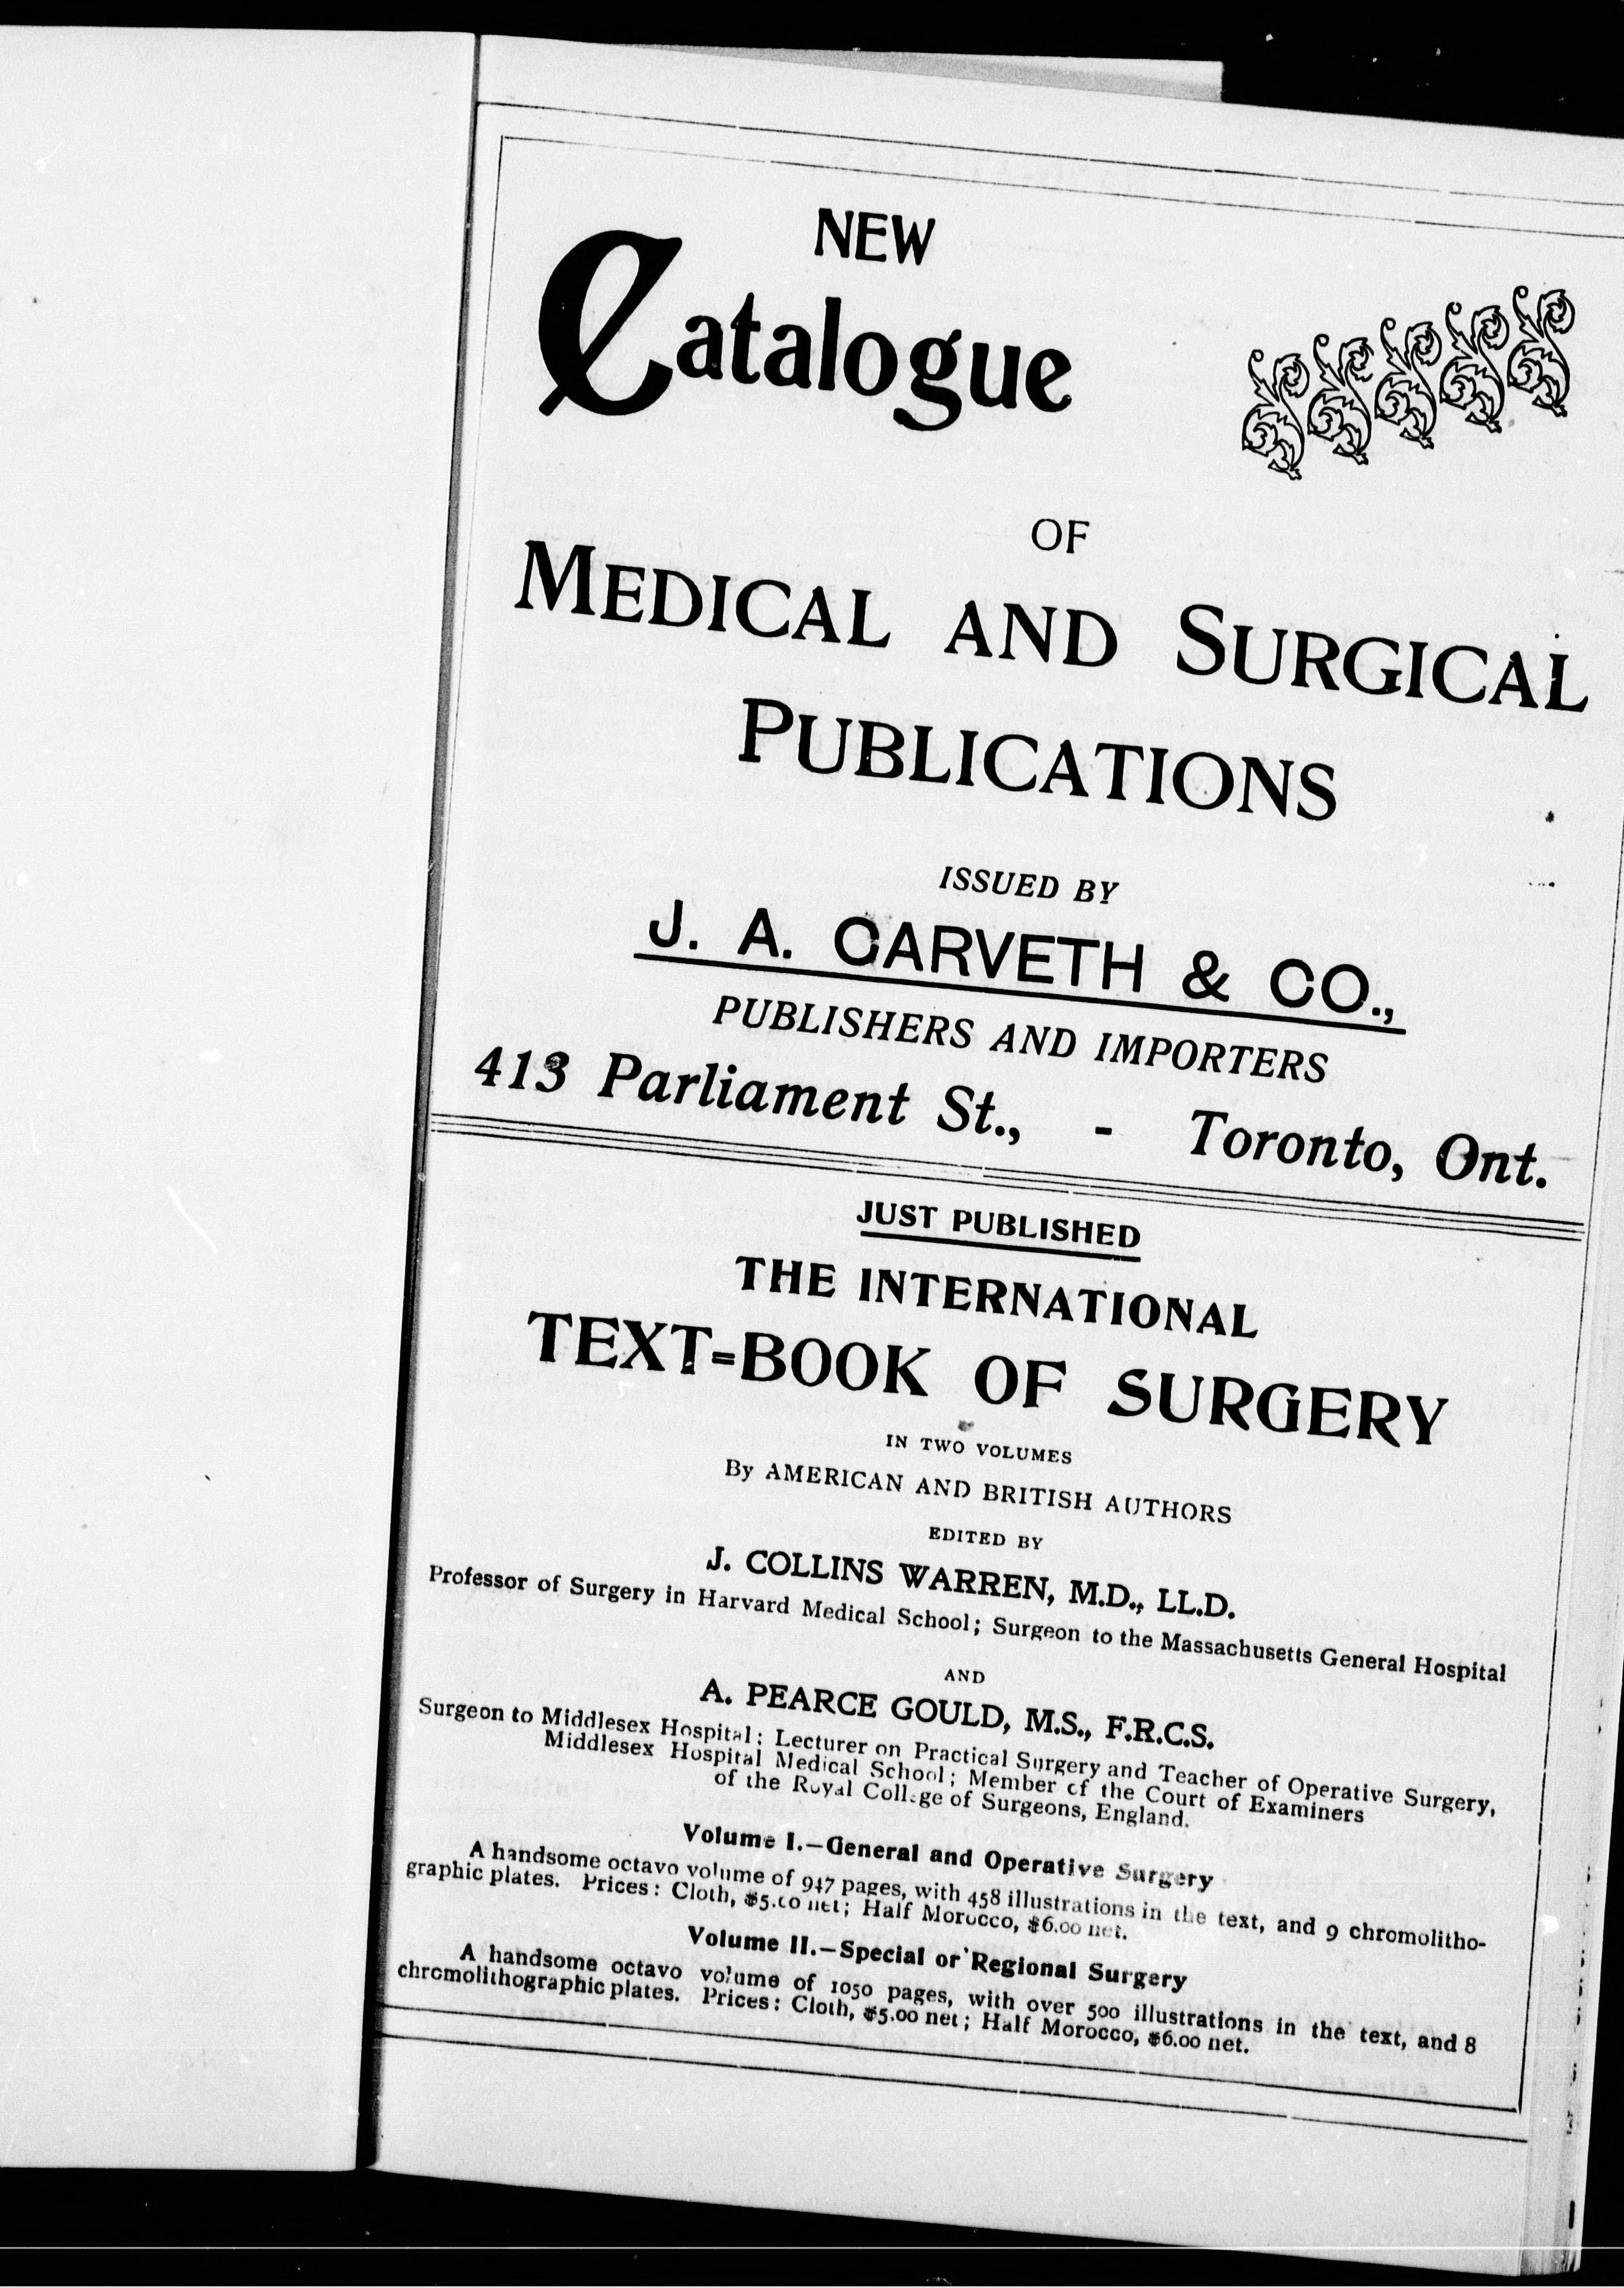 NEW
Catalogue
OF
MEDICAL AND SURGICAL
PUBLICATIONS
ISSUED BY
J. A. CARVETH & CO.,
PUBLISHERS AND IMPORTERS
413 Parliament St., - Toronto, Ont.
JUST PUBLISHED
THE INTERNATIONAL
TEXT=BOOK OF SURGERY
IN TWO VOLUMES
By AMERICAN AND BRITISH AUTHORS
EDITED BY
J. COLLINS WARREN, M.D., LL.D.
Professor of Surgery in Harvard Medical School; Surgeon to the Massachusetts General Hospital
AND
A. PEARCE GOULD, M.S., F.R.C.S.
Surgeon to Middlesex Hospital; Lecturer on Practical Surgery and Teacher of Operative Surgery,
Middlesex Hospital Medical School; Member of the Court of Examiners
of the Royal College of Surgeons, England.
Volume I.—General and Operative Surgery
A handsome octavo volume of 947 pages, with 458 illustrations in the text, and 9 chromolitho-
graphic plates. Prices: Cloth, $5.00 net; Half Morocco, $6.00 net.
Volume II.—Special or Regional Surgery
A handsome octavo volume of 1050 pages, with over 500 illustrations in the text, and 8
chromolithographic plates. Prices: Cloth, $5.00 net; Half Morocco, $6.00 net.